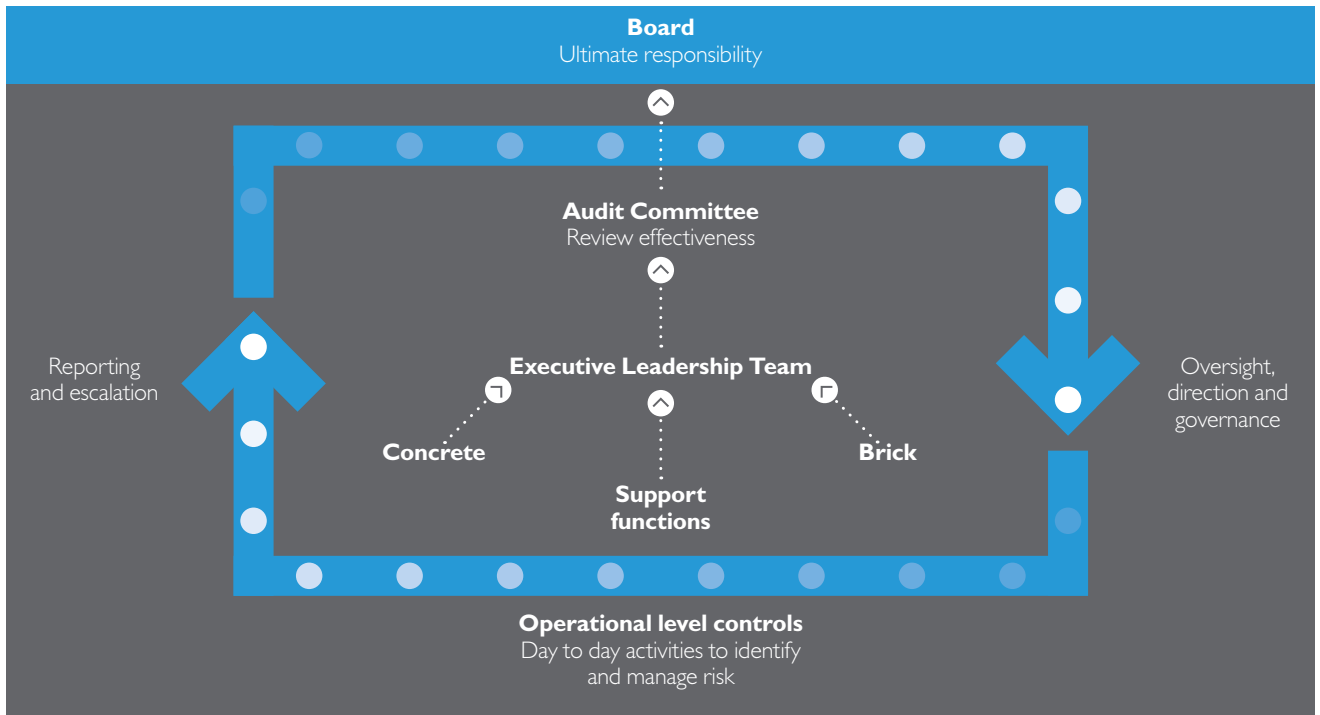 Board
Ultimate responsibility
Audit Committee
Review effectiveness
Reporting
and escalation
Executive Leadership Team
Oversight,
direction and
governance
Concrete
Brick
Support
functions
Operational level controls
Day to day activities to identify
and manage risk